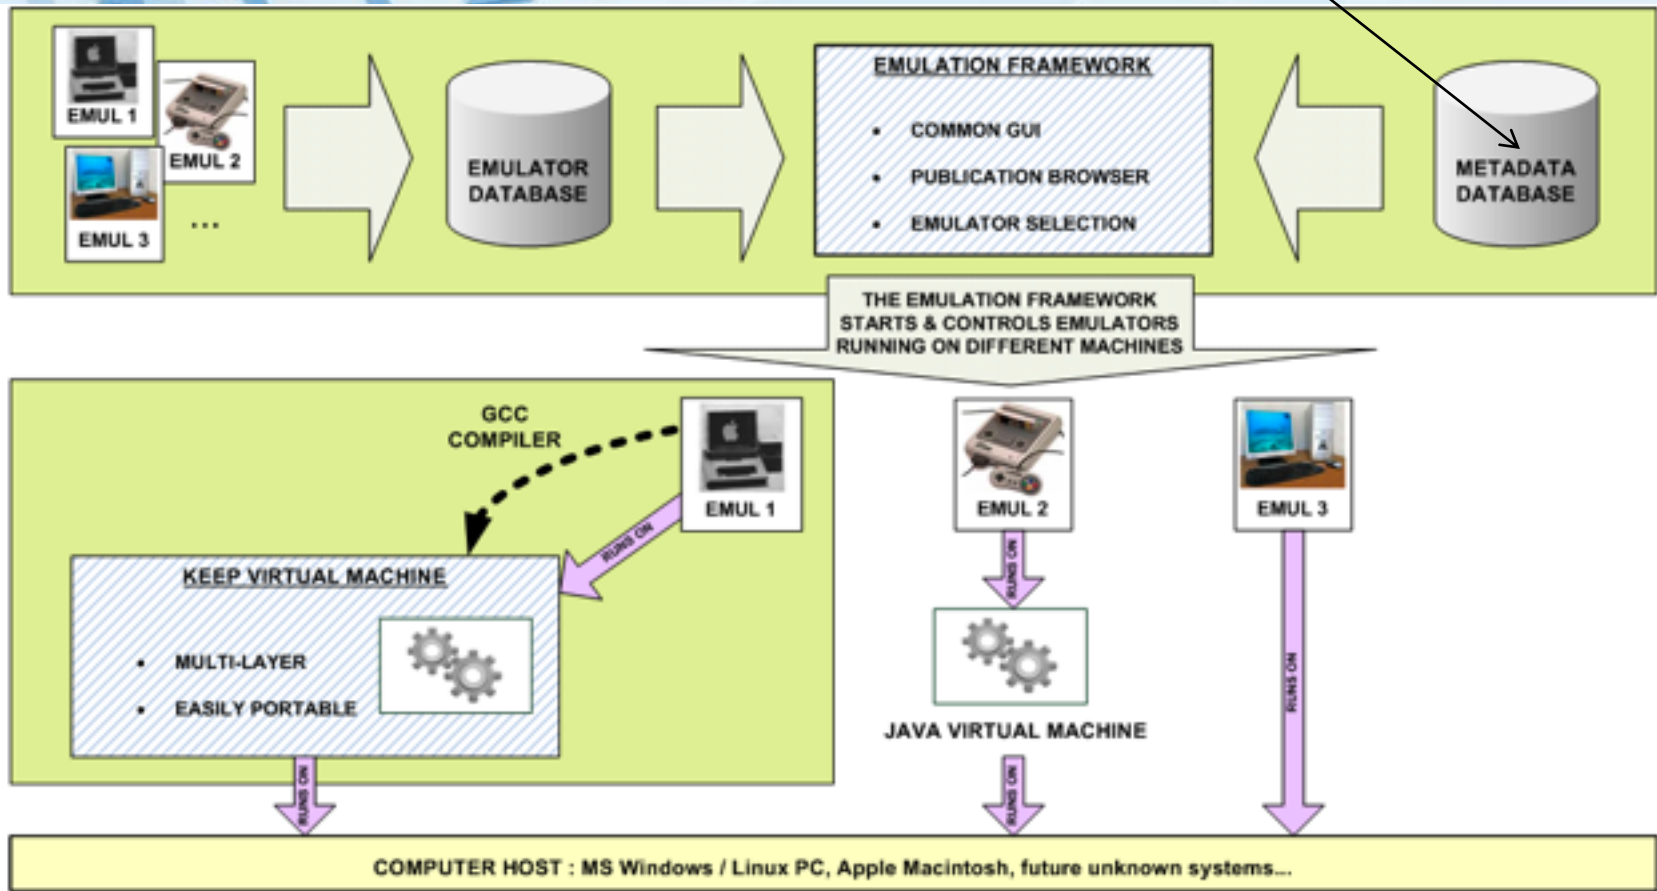 EMUL 1
EMUL 2
EMUL 3
...
EMULATOR
DATABASE
EMULATION FRAMEWORK
• COMMON GUI
• PUBLICATION BROWSER
• EMULATOR SELECTION
METADATA
DATABASE
THE EMULATION FRAMEWORK
STARTS & CONTROLS EMULATORS
RUNNING ON DIFFERENT MACHINES
GCC
COMPILER
EMUL 1
RUNS ON
KEEP VIRTUAL MACHINE
• MULTI-LAYER
• EASILY PORTABLE
RUNS ON
EMUL 2
RUNS ON
JAVA VIRTUAL MACHINE
RUNS ON
EMUL 3
RUNS ON
COMPUTER HOST : MS Windows / Linux PC, Apple Macintosh, future unknown systems...